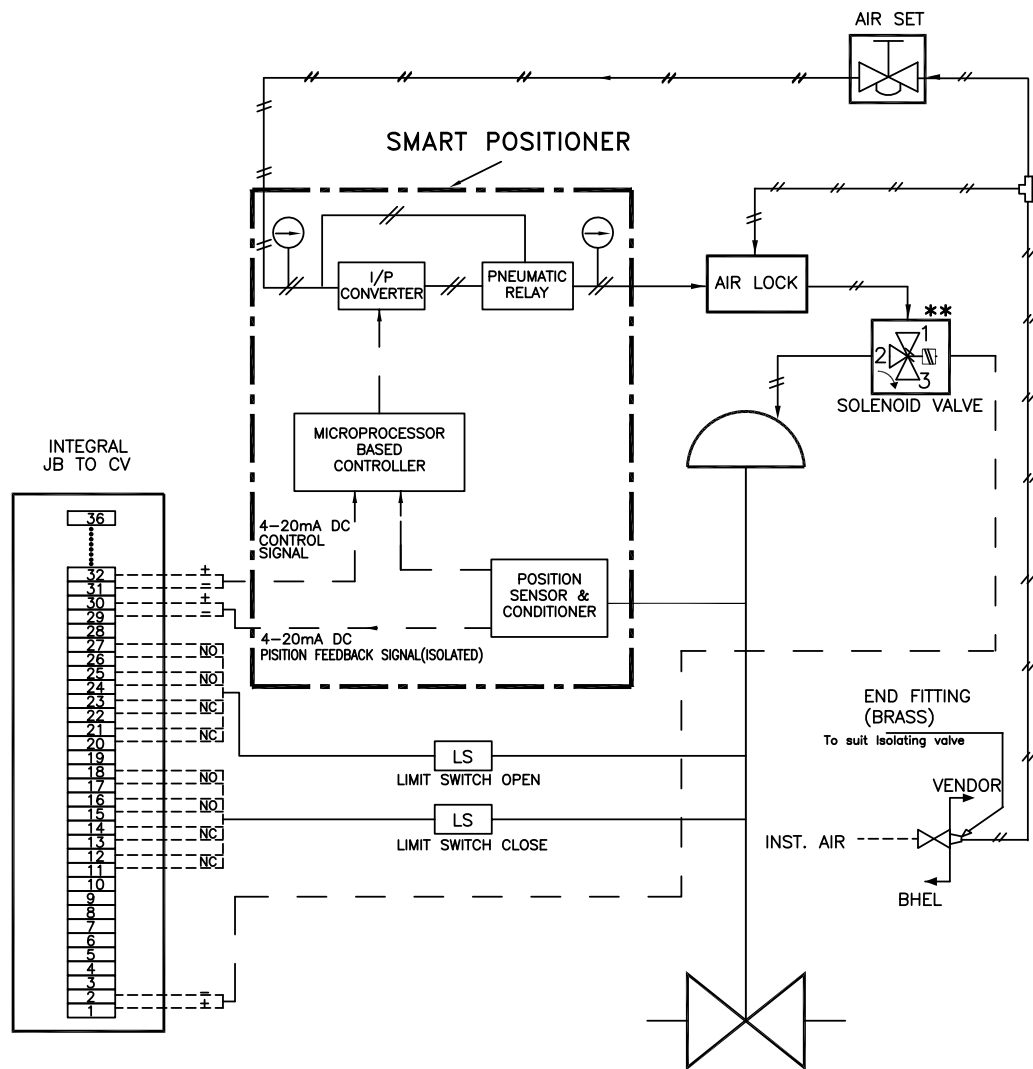 AIR SET
SMART POSITIONER
I/P
CONVERTER
PNEUMATIC
RELAY
AIR LOCK
**
1
2
3
SOLENOID VALVE
MICROPROCESSOR
BASED
CONTROLLER
INTEGRAL
JB TO CV
4-20mA DC
CONTROL
SIGNAL
POSITION
SENSOR &
CONDITIONER
4-20mA DC
PISITION FEEDBACK SIGNAL(ISOLATED)
36
32 +
31 -
30 +
29 -
28
27 NO
26
25 NO
24
23 NC
22
21 NC
20
19
18 NO
17
16 NO
15
14 NC
13
12 NC
11
10
9
8
7
6
5
4
3
2 -
1 +
LS
LIMIT SWITCH OPEN
LS
LIMIT SWITCH CLOSE
END FITTING
(BRASS)
To suit Isolating valve
VENDOR
INST. AIR
BHEL